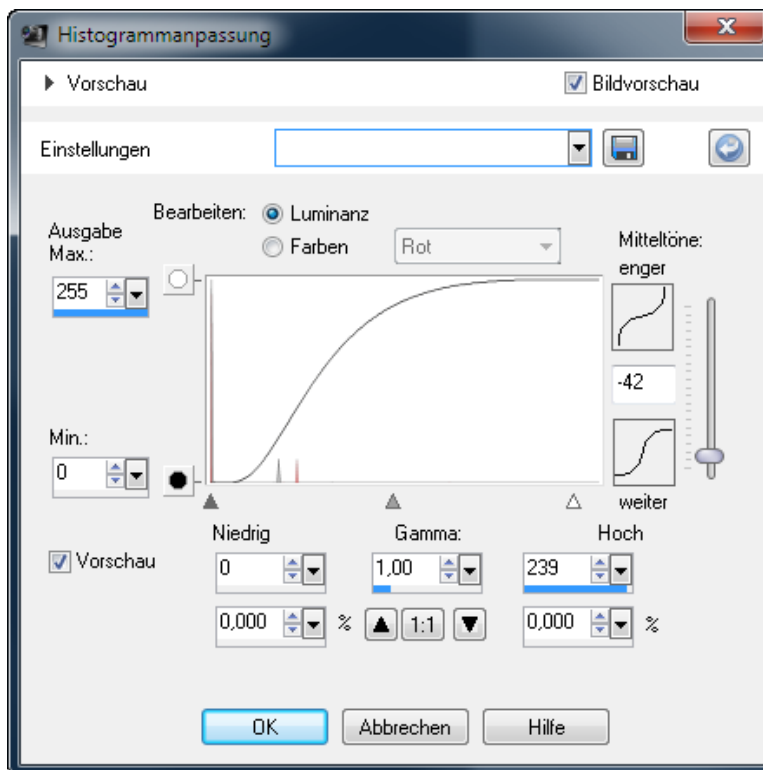 Histogrammanpassung
Vorschau
Bildvorschau
Einstellungen
Bearbeiten: Luminanz
Farben
Rot
Ausgabe
Max.:
255
Mitteltöne:
enger
-42
weiter
Min.:
0
Vorschau
Niedrig Gamma: Hoch
0 1,00 239
0,000 % 1:1 0,000 %
OK Abbrechen Hilfe